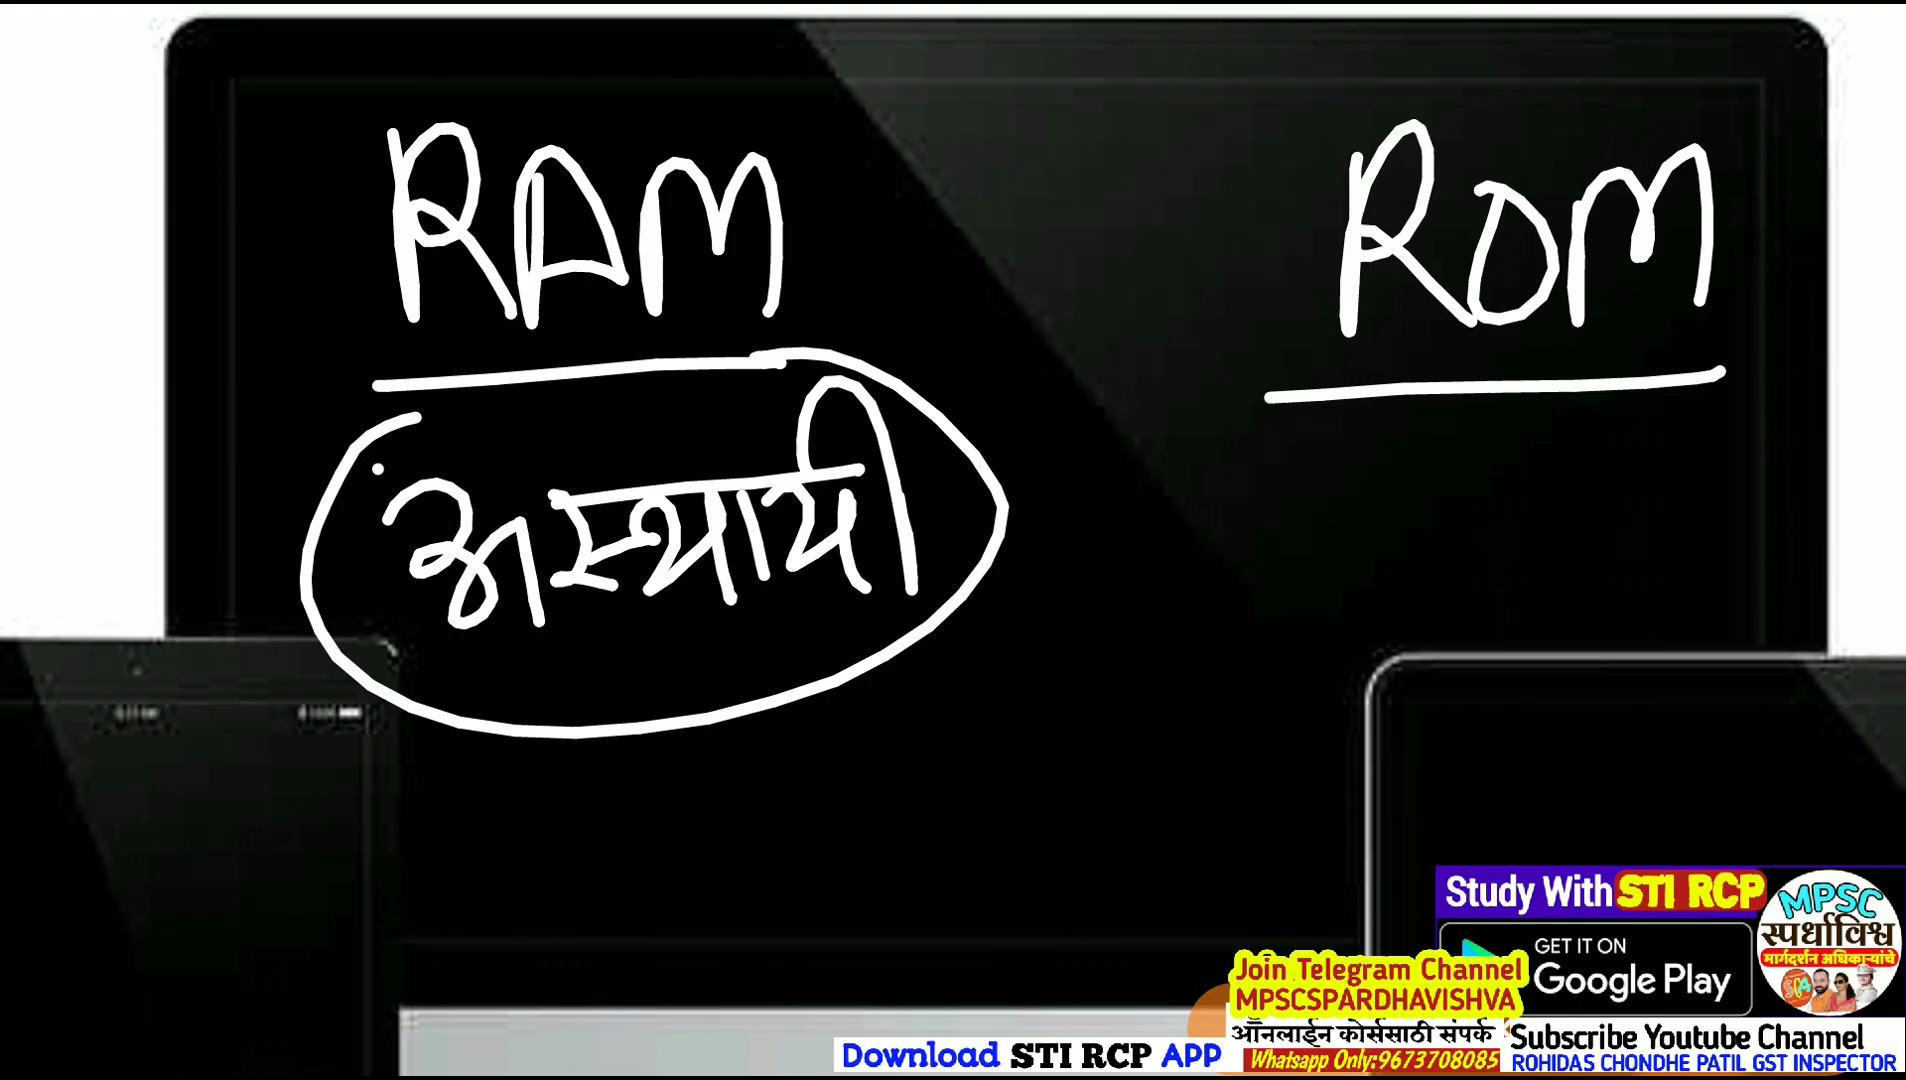 RAM ROM
अस्थायी
Study With STI RCP
MPSC
स्पर्धाविश्व
मार्गदर्शन अधिकाऱ्यांचे
GET IT ON
Google Play
Join Telegram Channel
MPSCSPARDHAVISHVA
ऑनलाईन कोर्ससाठी संपर्क
Whatsapp Only:9673708085
Download STI RCP APP
Subscribe Youtube Channel
ROHIDAS CHONDHE PATIL GST INSPECTOR